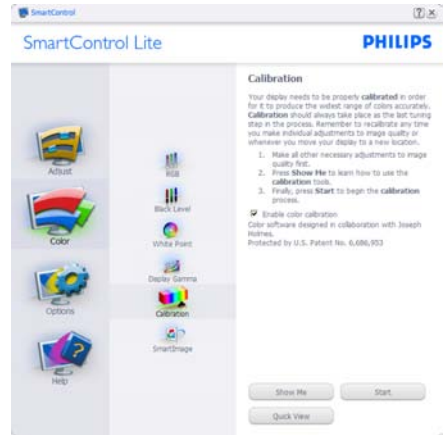 SmartControl
SmartControl Lite
PHILIPS
Adjust
Color
Options
Help
RGB
Black Level
White Point
Display Gamma
Calibration
SmartImage
Calibration
Your display needs to be properly calibrated in order
for it to produce the widest range of colors accurately.
Calibration should always take place as the last tuning
step in the process. Remember to recalibrate any time
you make individual adjustments to image quality or
whenever you move your display to a new location.
1. Make all other necessary adjustments to image
quality first.
2. Press Show Me to learn how to use the
calibration tools.
3. Finally, press Start to begin the calibration
process.
Enable color calibration
Color software designed in collaboration with Joseph
Holmes.
Protected by U.S. Patent No. 6,686,953
Show Me
Start
Quick View